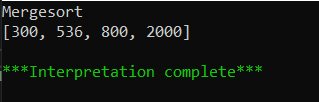 Mergesort
[300, 536, 800, 2000]
***Interpretation complete***